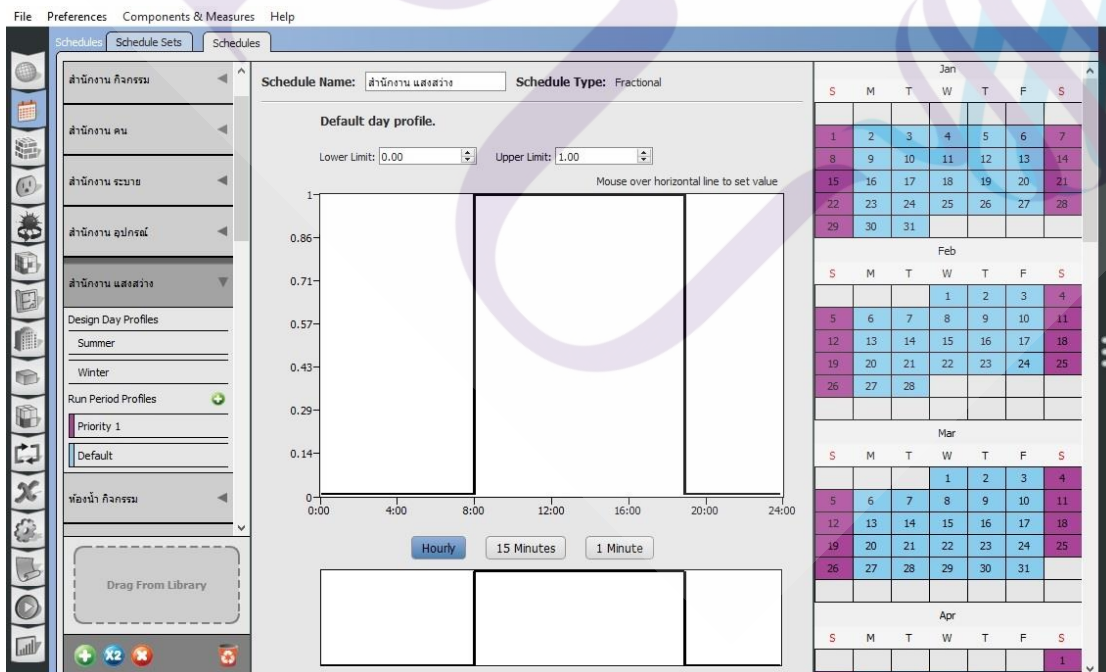 File Preferences Components & Measures Help
Schedules Schedule Sets Schedules
สำนักงาน กิจกรรม
สำนักงาน คน
สำนักงาน ระบาย
สำนักงาน อุปกรณ์
สำนักงาน แสงสว่าง
Design Day Profiles
Summer
Winter
Run Period Profiles
Priority 1
Default
ห้องน้ำ กิจกรรม
Drag From Library
X2
Schedule Name: สำนักงาน แสงสว่าง Schedule Type: Fractional
Default day profile.
Lower Limit: 0.00 Upper Limit: 1.00
Mouse over horizontal line to set value
1
0.86
0.71
0.57
0.43
0.29
0.14
0
0:00 4:00 8:00 12:00 16:00 20:00 24:00
Hourly 15 Minutes 1 Minute
Jan
S M T W T F S
1 2 3 4 5 6 7
8 9 10 11 12 13 14
15 16 17 18 19 20 21
22 23 24 25 26 27 28
29 30 31
Feb
S M T W T F S
1 2 3 4
5 6 7 8 9 10 11
12 13 14 15 16 17 18
19 20 21 22 23 24 25
26 27 28
Mar
S M T W T F S
1 2 3 4
5 6 7 8 9 10 11
12 13 14 15 16 17 18
19 20 21 22 23 24 25
26 27 28 29 30 31
Apr
S M T W T F S
1